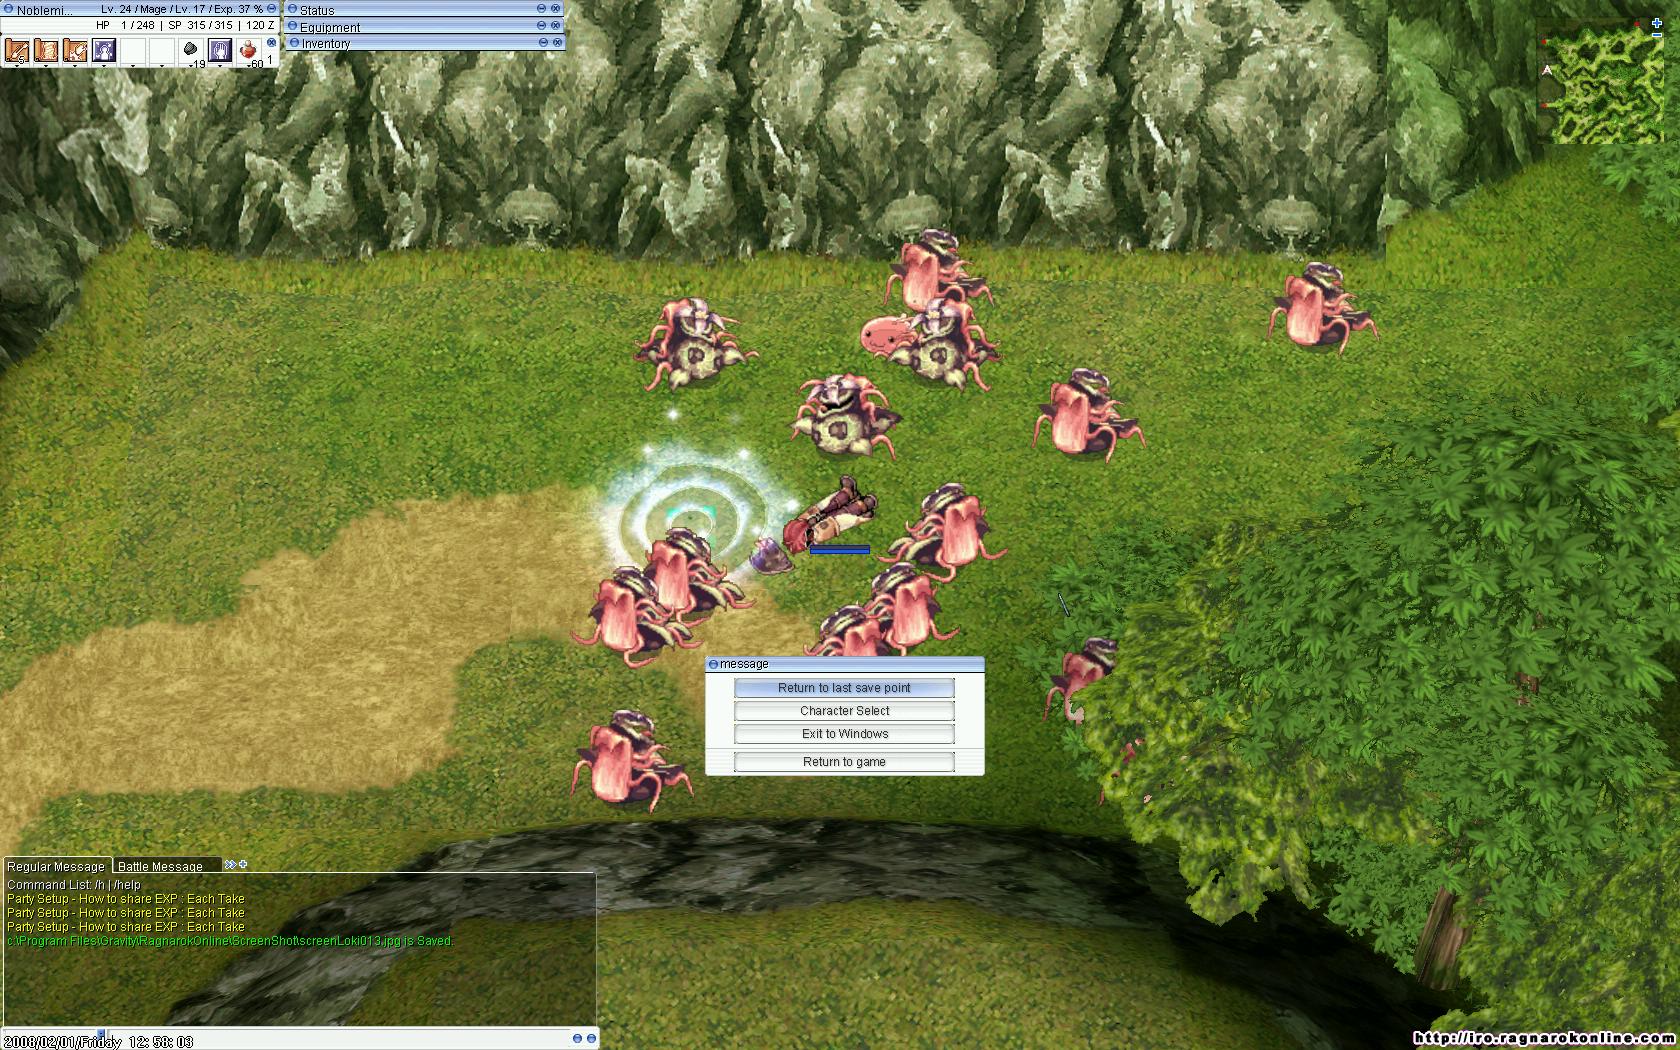 Noblemi... Lv. 24 / Mage / Lv. 17 / Exp. 37 %
HP 1 / 248 | SP 315 / 315 | 120 Z
5
19
60
1
Status
Equipment
Inventory
message
Return to last save point
Character Select
Exit to Windows
Return to game
Regular Message
Battle Message
Command List: /h | /help
Party Setup - How to share EXP : Each Take
Party Setup - How to share EXP : Each Take
Party Setup - How to share EXP : Each Take
c:\Program Files\Gravity\RagnarokOnline\ScreenShot\screenLoki013.jpg is Saved.
2008/02/01/Friday 12: 58: 03
http://iro.ragnarokonline.com